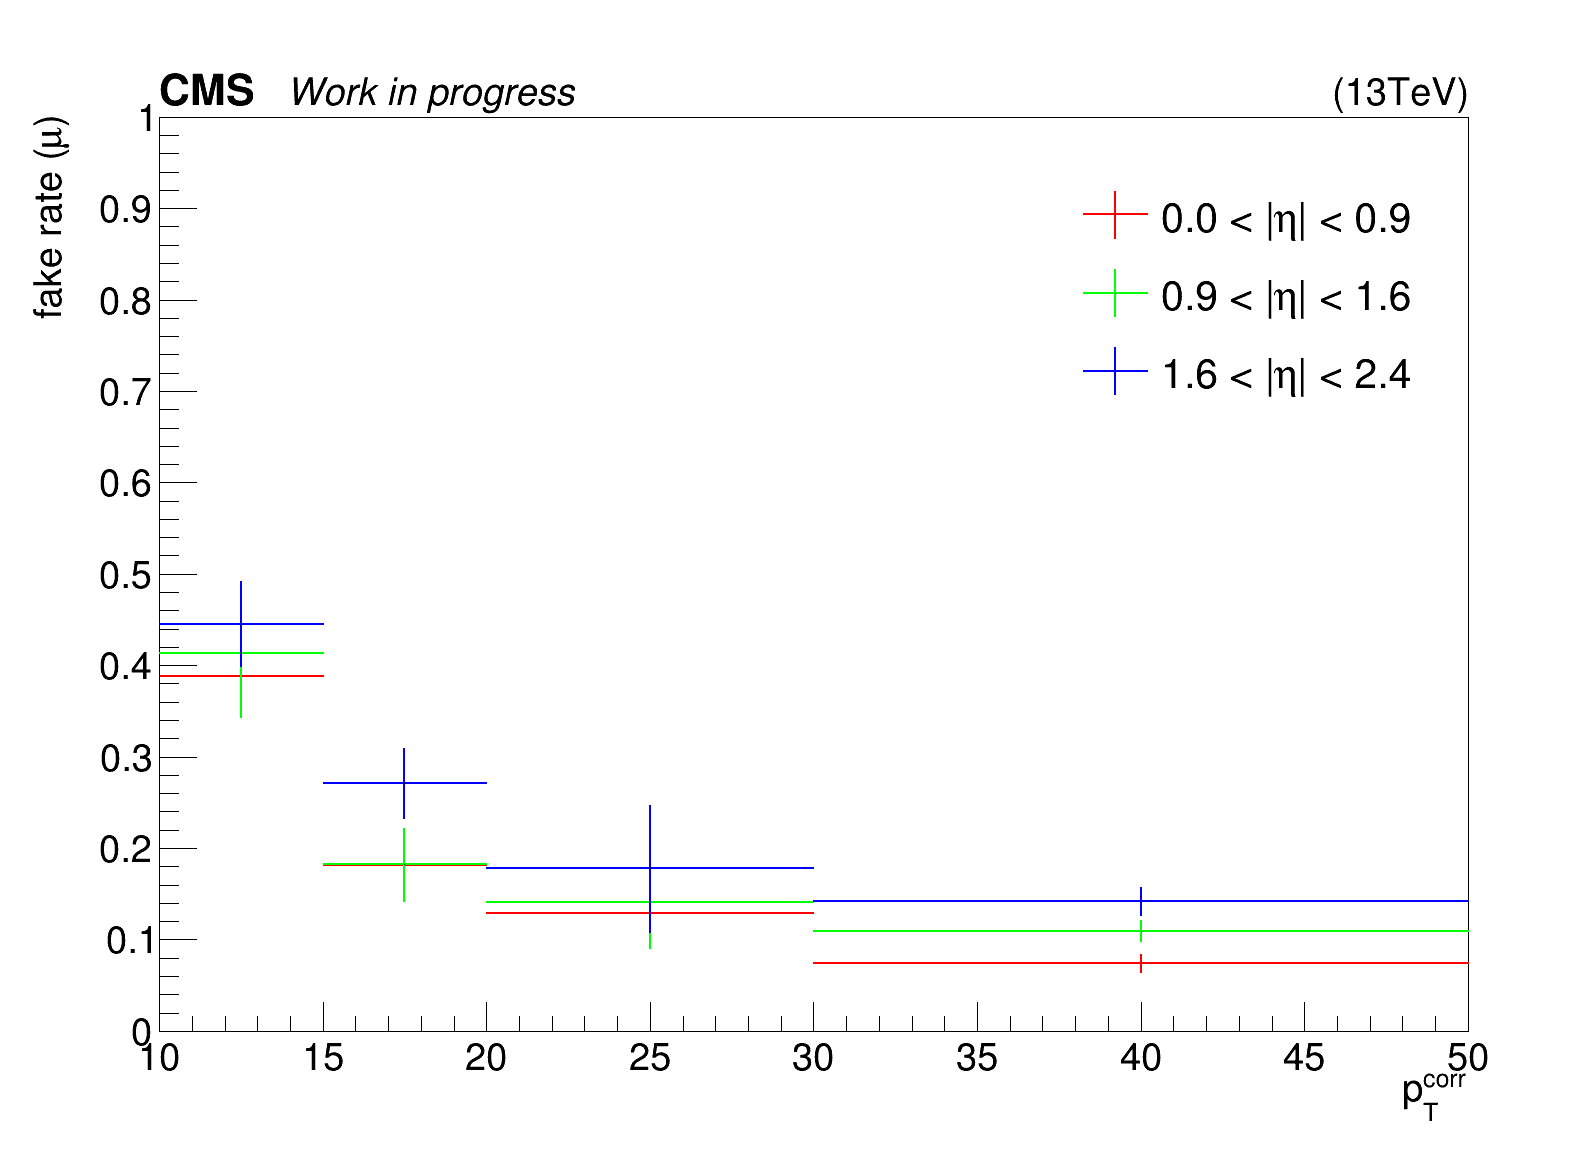 CMS Work in progress (13TeV)
fake rate (μ)
1
0.9
0.8
0.7
0.6
0.5
0.4
0.3
0.2
0.1
0
0.0 < |η| < 0.9
0.9 < |η| < 1.6
1.6 < |η| < 2.4
10 15 20 25 30 35 40 45 50
p_T^corr